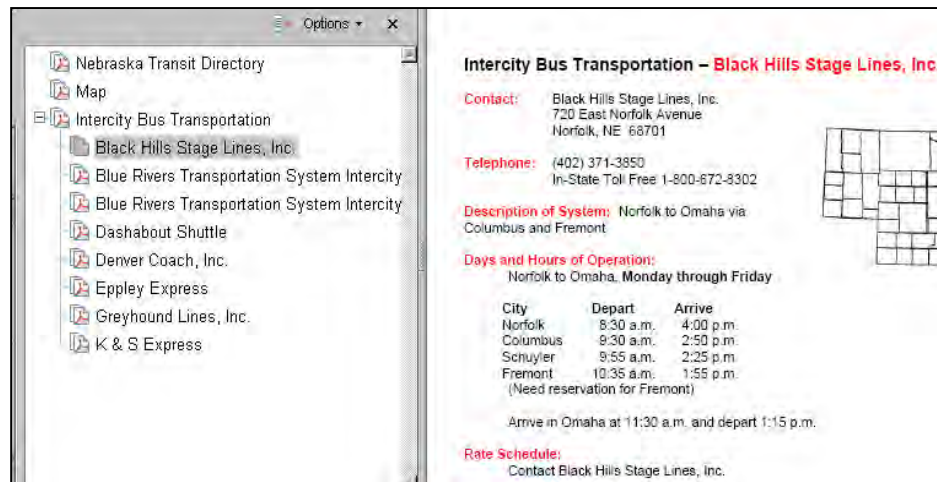 Options
Nebraska Transit Directory
Map
Intercity Bus Transportation
Black Hills Stage Lines, Inc.
Blue Rivers Transportation System Intercity
Blue Rivers Transportation System Intercity
Dashabout Shuttle
Denver Coach, Inc.
Eppley Express
Greyhound Lines, Inc.
K & S Express
Intercity Bus Transportation – Black Hills Stage Lines, Inc
Contact: Black Hills Stage Lines, Inc.
720 East Norfolk Avenue
Norfolk, NE 68701
Telephone: (402) 371-3850
In-State Toll Free 1-800-672-8302
Description of System: Norfolk to Omaha via
Columbus and Fremont
Days and Hours of Operation:
Norfolk to Omaha, Monday through Friday
City Depart Arrive
Norfolk 8:30 a.m. 4:00 p.m.
Columbus 9:30 a.m. 2:50 p.m.
Schuyler 9:55 a.m. 2:25 p.m.
Fremont 10:35 a.m. 1:55 p.m.
(Need reservation for Fremont)
Arrive in Omaha at 11:30 a.m. and depart 1:15 p.m.
Rate Schedule:
Contact Black Hills Stage Lines, Inc.